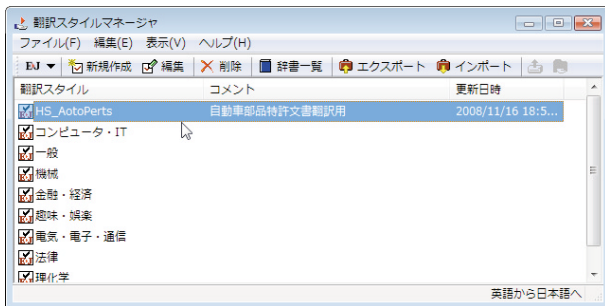 翻訳スタイルマネージャ
ファイル(F) 編集(E) 表示(V) ヘルプ(H)
EJ 新規作成 編集 削除 辞書一覧 エクスポート インポート
翻訳スタイル コメント 更新日時
HS_AotoPerts 自動車部品特許文書翻訳用 2008/11/16 18:5...
コンピュータ・IT
一般
機械
金融・経済
趣味・娯楽
電気・電子・通信
法律
理化学
英語から日本語へ